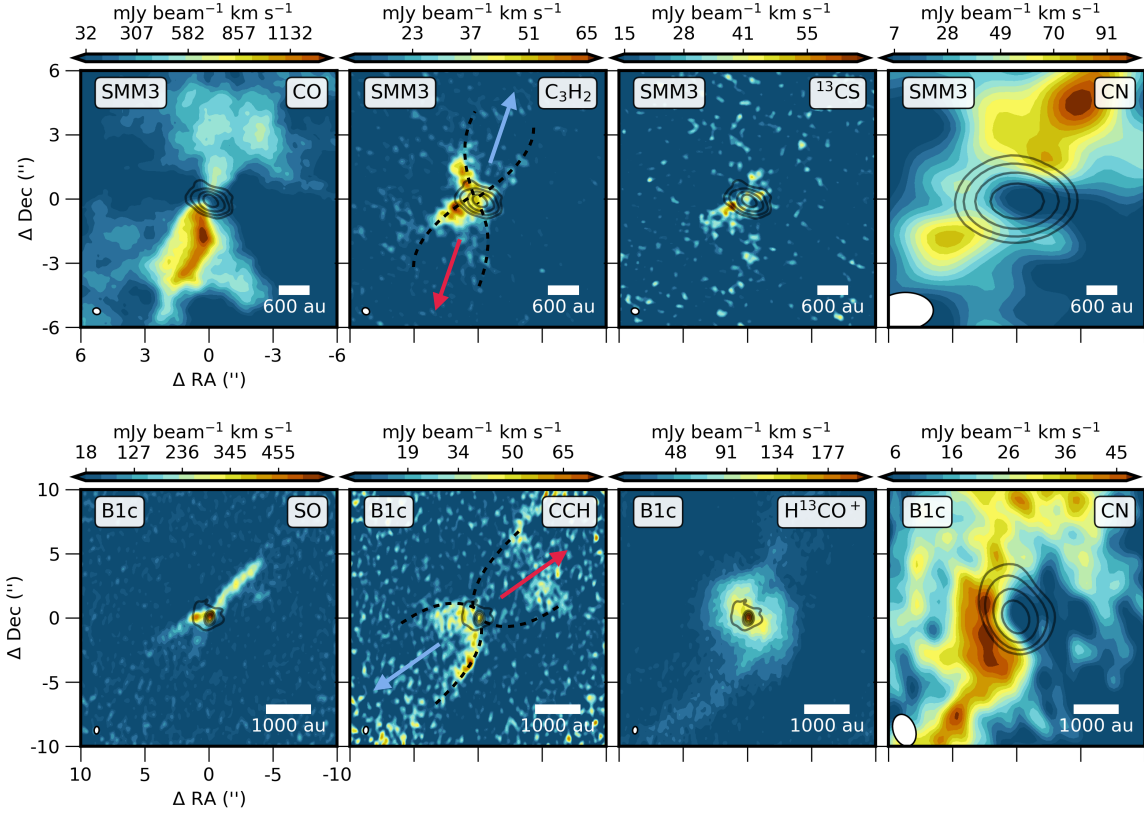 mJy beam⁻¹ km s⁻¹ mJy beam⁻¹ km s⁻¹ mJy beam⁻¹ km s⁻¹ mJy beam⁻¹ km s⁻¹
32 307 582 857 1132 23 37 51 65 15 28 41 55 7 28 49 70 91
6
SMM3 CO SMM3 C₃H₂ SMM3 ¹³CS SMM3 CN
3
0
Δ Dec ('')
-3
600 au 600 au 600 au 600 au
-6
6 3 0 -3 -6
Δ RA ('')
mJy beam⁻¹ km s⁻¹ mJy beam⁻¹ km s⁻¹ mJy beam⁻¹ km s⁻¹ mJy beam⁻¹ km s⁻¹
18 127 236 345 455 19 34 50 65 48 91 134 177 6 16 26 36 45
10
B1c SO B1c CCH B1c H¹³CO⁺ B1c CN
5
0
Δ Dec ('')
-5
1000 au 1000 au 1000 au 1000 au
-10
10 5 0 -5 -10
Δ RA ('')